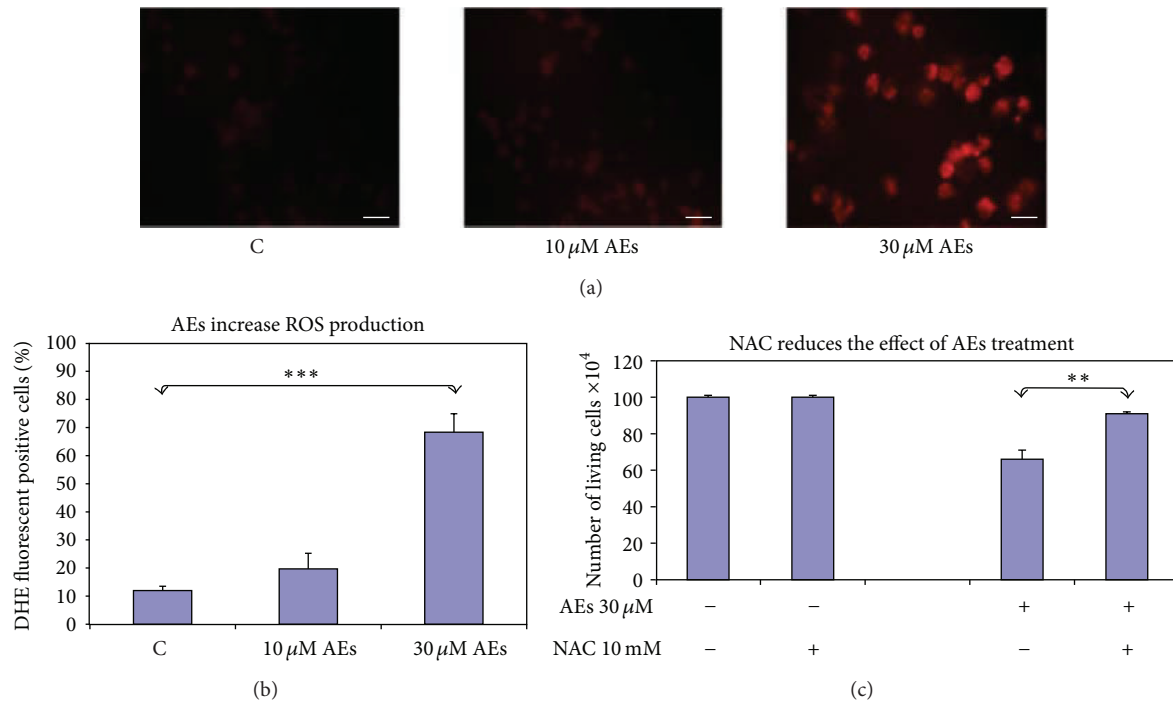 C
10 μM AEs
30 μM AEs
(a)
AEs increase ROS production
DHE fluorescent positive cells (%)
100
90
80
70
60
50
40
30
20
10
0
***
C
10 μM AEs
30 μM AEs
(b)
NAC reduces the effect of AEs treatment
Number of living cells ×10⁴
120
100
80
60
40
20
0
**
AEs 30 μM − − + +
NAC 10 mM − + − +
(c)